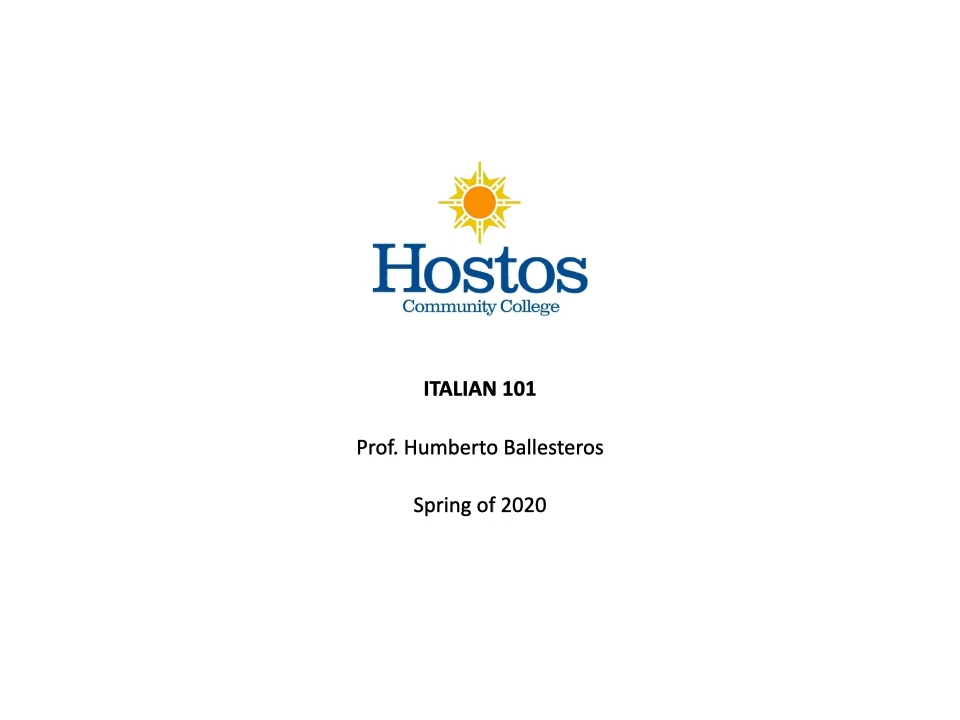 Hostos
Community College
ITALIAN 101
Prof. Humberto Ballesteros
Spring of 2020